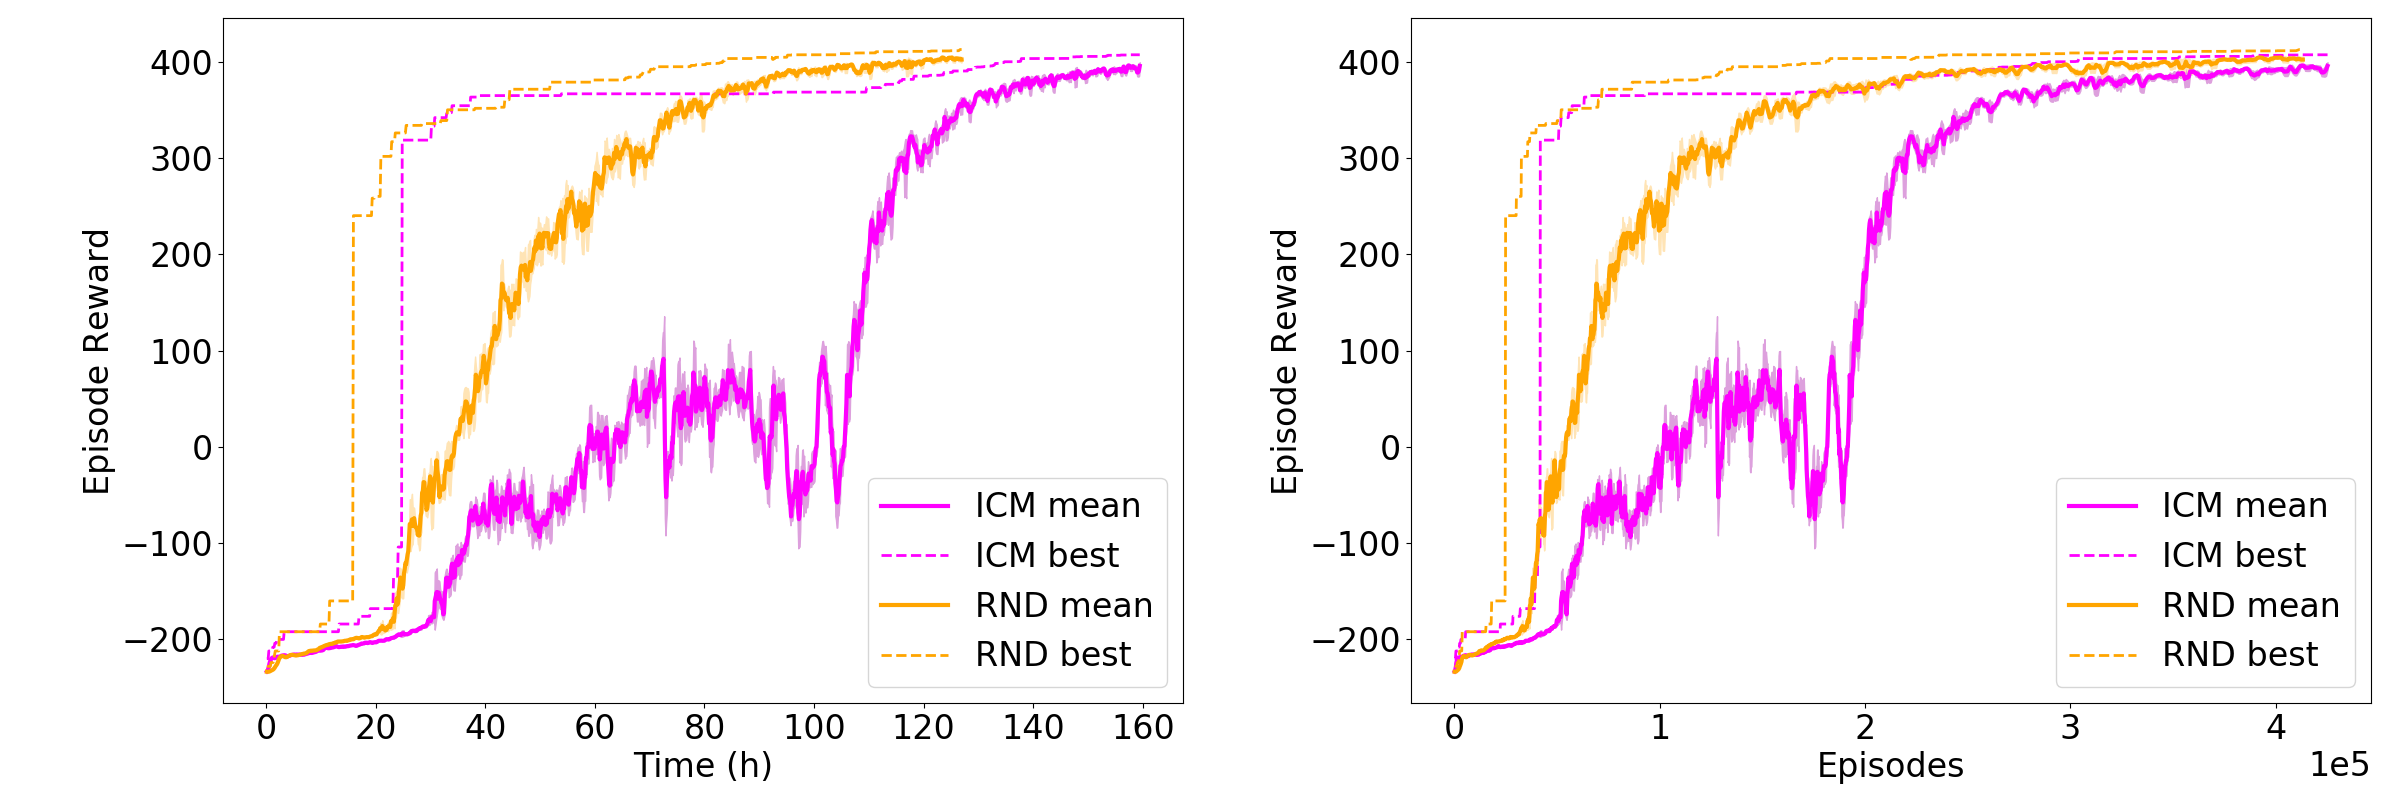 400
300
200
100
0
−100
−200
Episode Reward
0 20 40 60 80 100 120 140 160
Time (h)
ICM mean
ICM best
RND mean
RND best
400
300
200
100
0
−100
−200
Episode Reward
0 1 2 3 4
Episodes
1e5
ICM mean
ICM best
RND mean
RND best